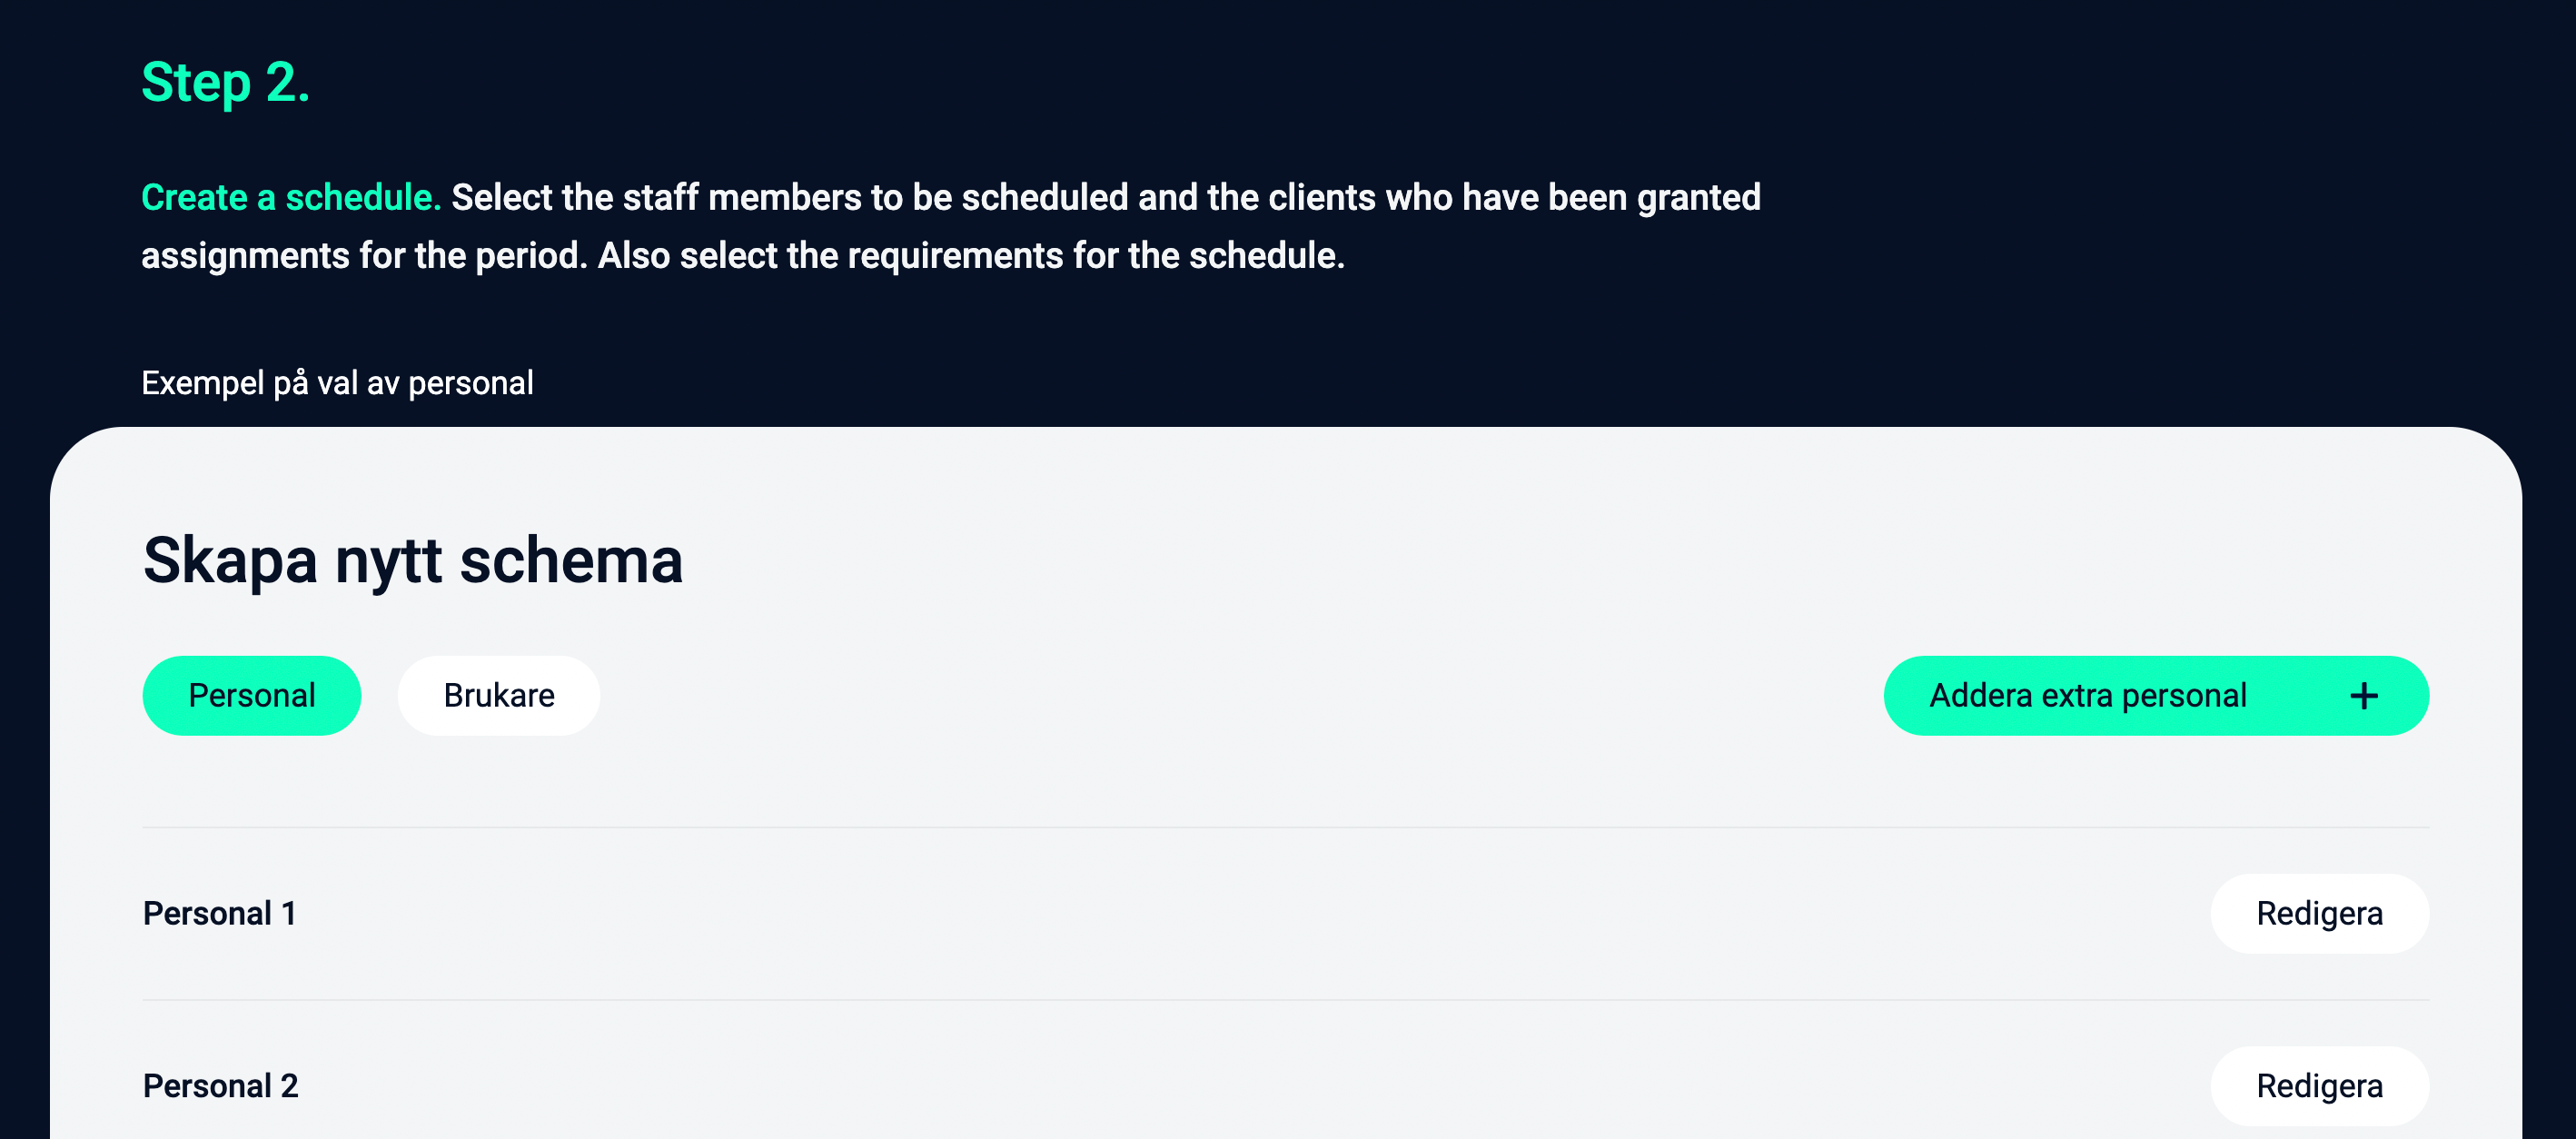 Step 2.
Create a schedule. Select the staff members to be scheduled and the clients who have been granted
assignments for the period. Also select the requirements for the schedule.
Exempel på val av personal
Skapa nytt schema
Personal Brukare Addera extra personal +
Personal 1 Redigera
Personal 2 Redigera